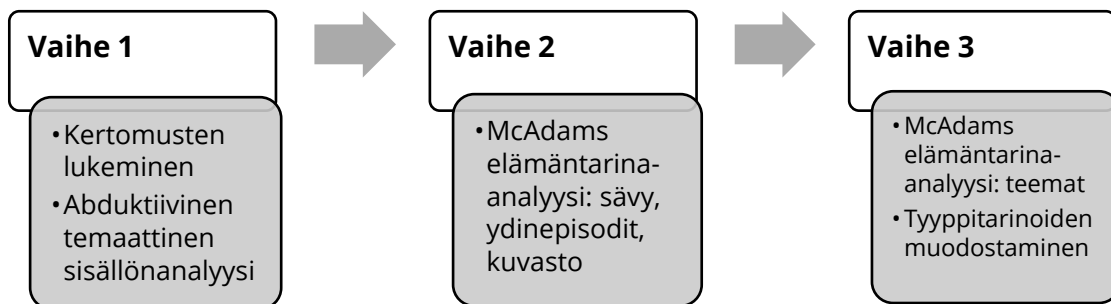 Vaihe 1
•Kertomusten
lukeminen
•Abduktiivinen
temaattinen
sisällönanalyysi
Vaihe 2
•McAdams
elämäntarina-
analyysi: sävy,
ydinepisodit,
kuvasto
Vaihe 3
•McAdams
elämäntarina-
analyysi: teemat
•Tyyppitarinoiden
muodostaminen